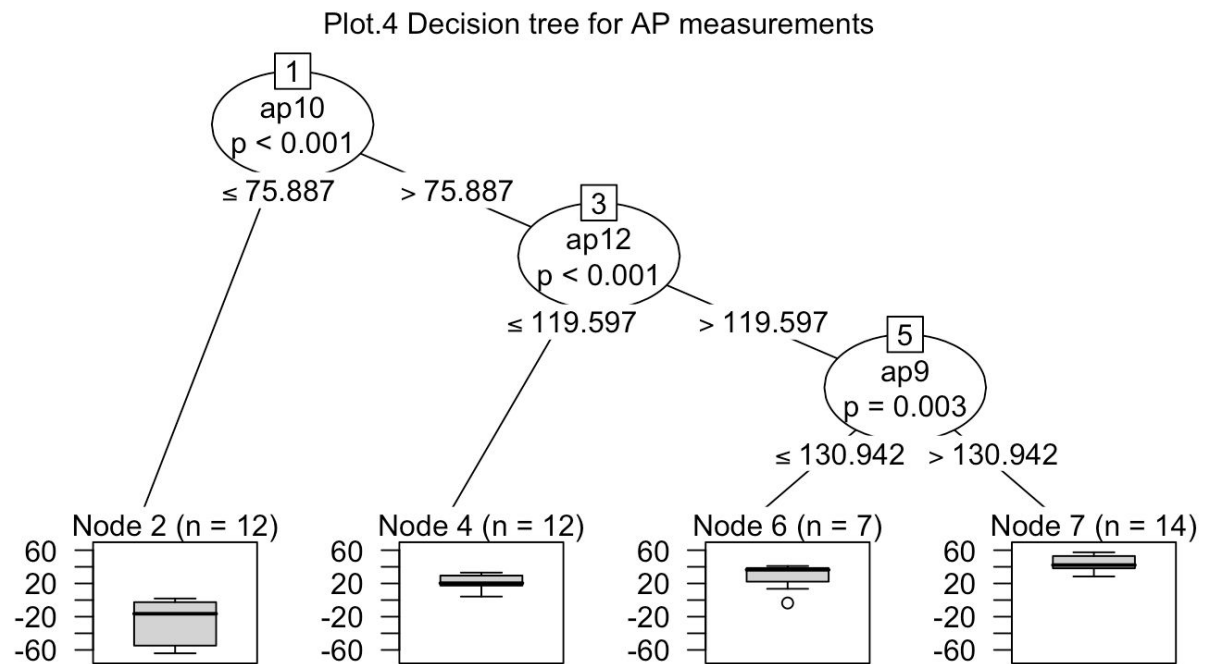 Plot.4 Decision tree for AP measurements
1
ap10
p < 0.001
≤ 75.887
> 75.887
3
ap12
p < 0.001
≤ 119.597
> 119.597
5
ap9
p = 0.003
≤ 130.942
> 130.942
Node 2 (n = 12)
60
20
-20
-60
Node 4 (n = 12)
60
20
-20
-60
Node 6 (n = 7)
60
20
-20
-60
Node 7 (n = 14)
60
20
-20
-60